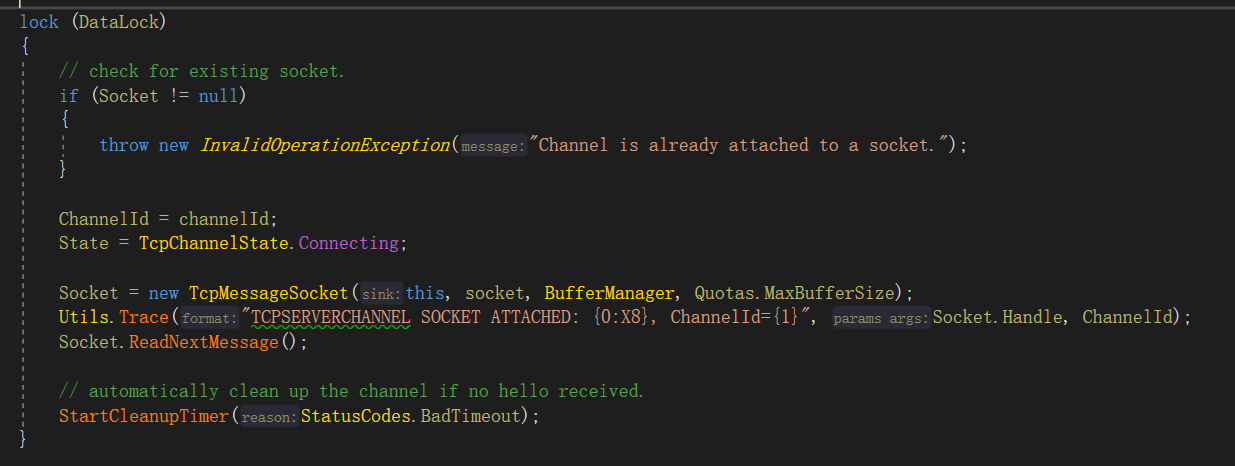 lock (DataLock)
{
// check for existing socket.
if (Socket != null)
{
throw new InvalidOperationException(message:"Channel is already attached to a socket.");
}
ChannelId = channelId;
State = TcpChannelState.Connecting;
Socket = new TcpMessageSocket(sink:this, socket, BufferManager, Quotas.MaxBufferSize);
Utils.Trace(format:"TCPSERVERCHANNEL SOCKET ATTACHED: {0:X8}, ChannelId={1}", params args:Socket.Handle, ChannelId);
Socket.ReadNextMessage();
// automatically clean up the channel if no hello received.
StartCleanupTimer(reason:StatusCodes.BadTimeout);
}